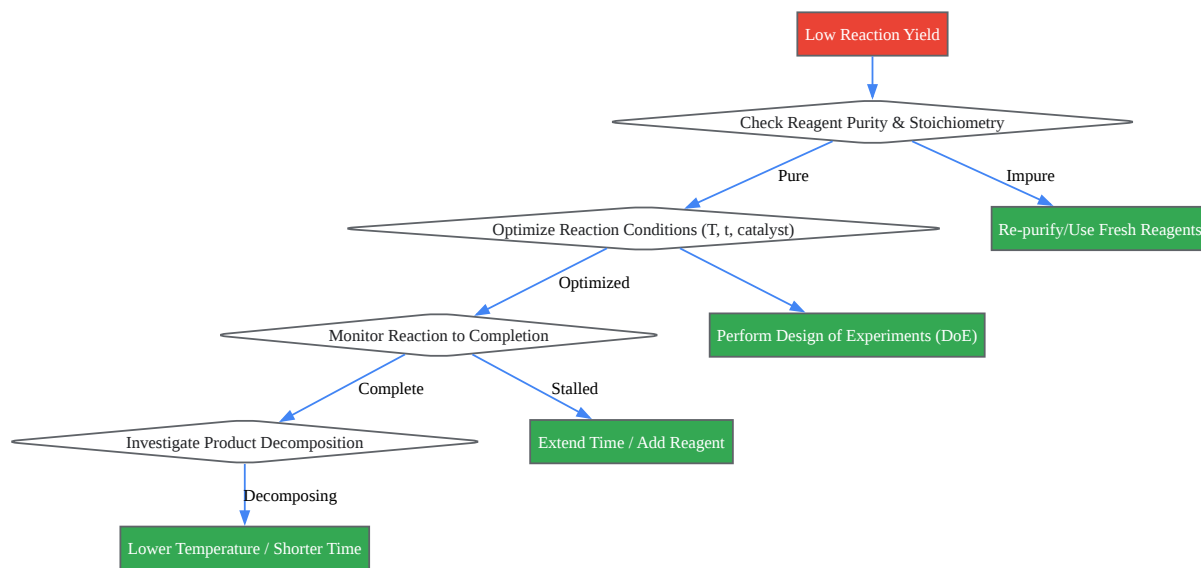 Low Reaction Yield
Check Reagent Purity & Stoichiometry
Pure
Impure
Optimize Reaction Conditions (T, t, catalyst)
Re-purify/Use Fresh Reagents
Optimized
Monitor Reaction to Completion
Perform Design of Experiments (DoE)
Complete
Stalled
Investigate Product Decomposition
Extend Time / Add Reagent
Decomposing
Lower Temperature / Shorter Time